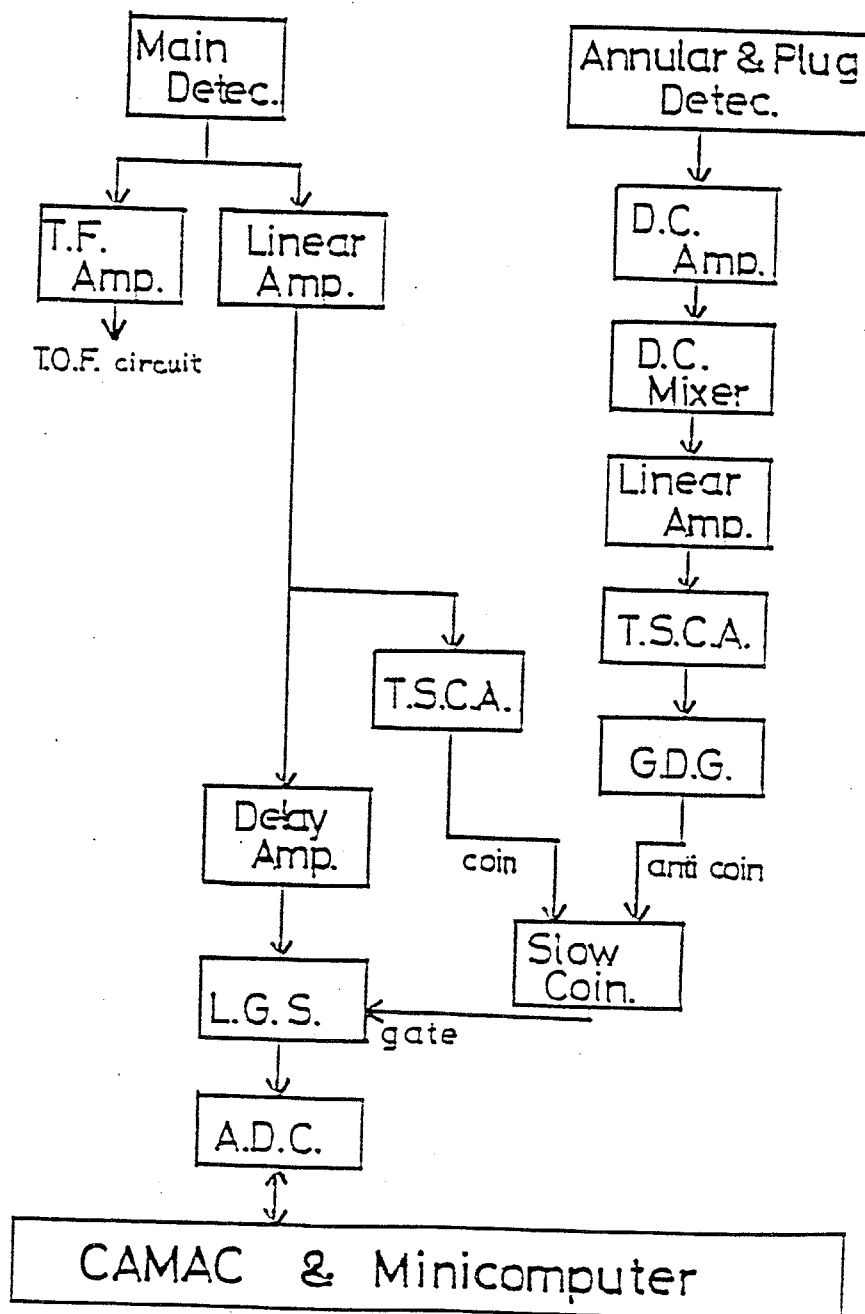 Main
Detec.
Annular & Plug
Detec.
T.F.
Amp.
Linear
Amp.
D.C.
Amp.
T.O.F. circuit
D.C.
Mixer
Linear
Amp.
T.S.C.A.
T.S.C.A.
G.D.G.
Delay
Amp.
coin
anti coin
Slow
Coin.
L.G.S.
gate
A.D.C.
CAMAC & Minicomputer